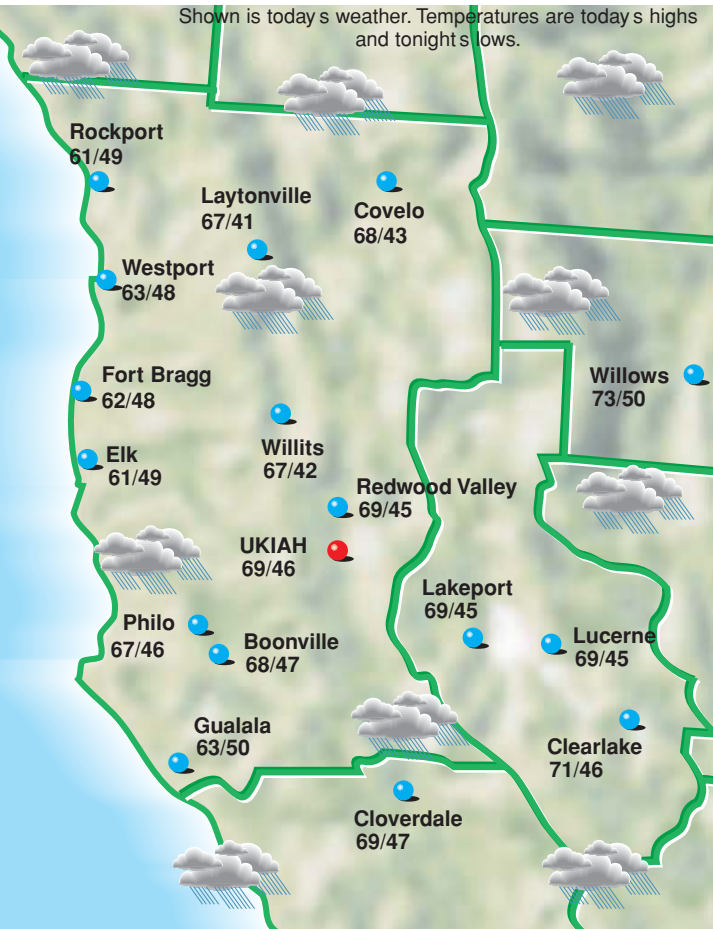 Shown is today s weather. Temperatures are today s highs
and tonight s lows.
Rockport
61/49
Laytonville
67/41
Covelo
68/43
Westport
63/48
Fort Bragg
62/48
Willows
73/50
Elk
61/49
Willits
67/42
Redwood Valley
69/45
UKIAH
69/46
Lakeport
69/45
Philo
67/46
Boonville
68/47
Lucerne
69/45
Gualala
63/50
Clearlake
71/46
Cloverdale
69/47